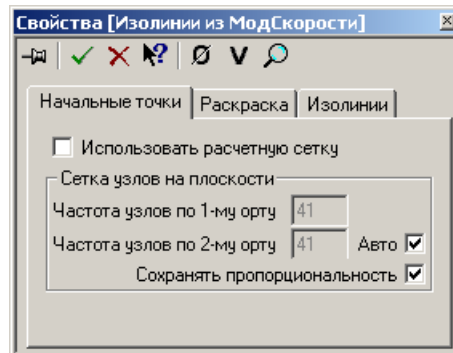 Свойства [Изолинии из МодСкорости]
Начальные точки Раскраска Изолинии
Использовать расчетную сетку
Сетка узлов на плоскости
Частота узлов по 1-му орту 41
Частота узлов по 2-му орту 41 Авто
Сохранять пропорциональность